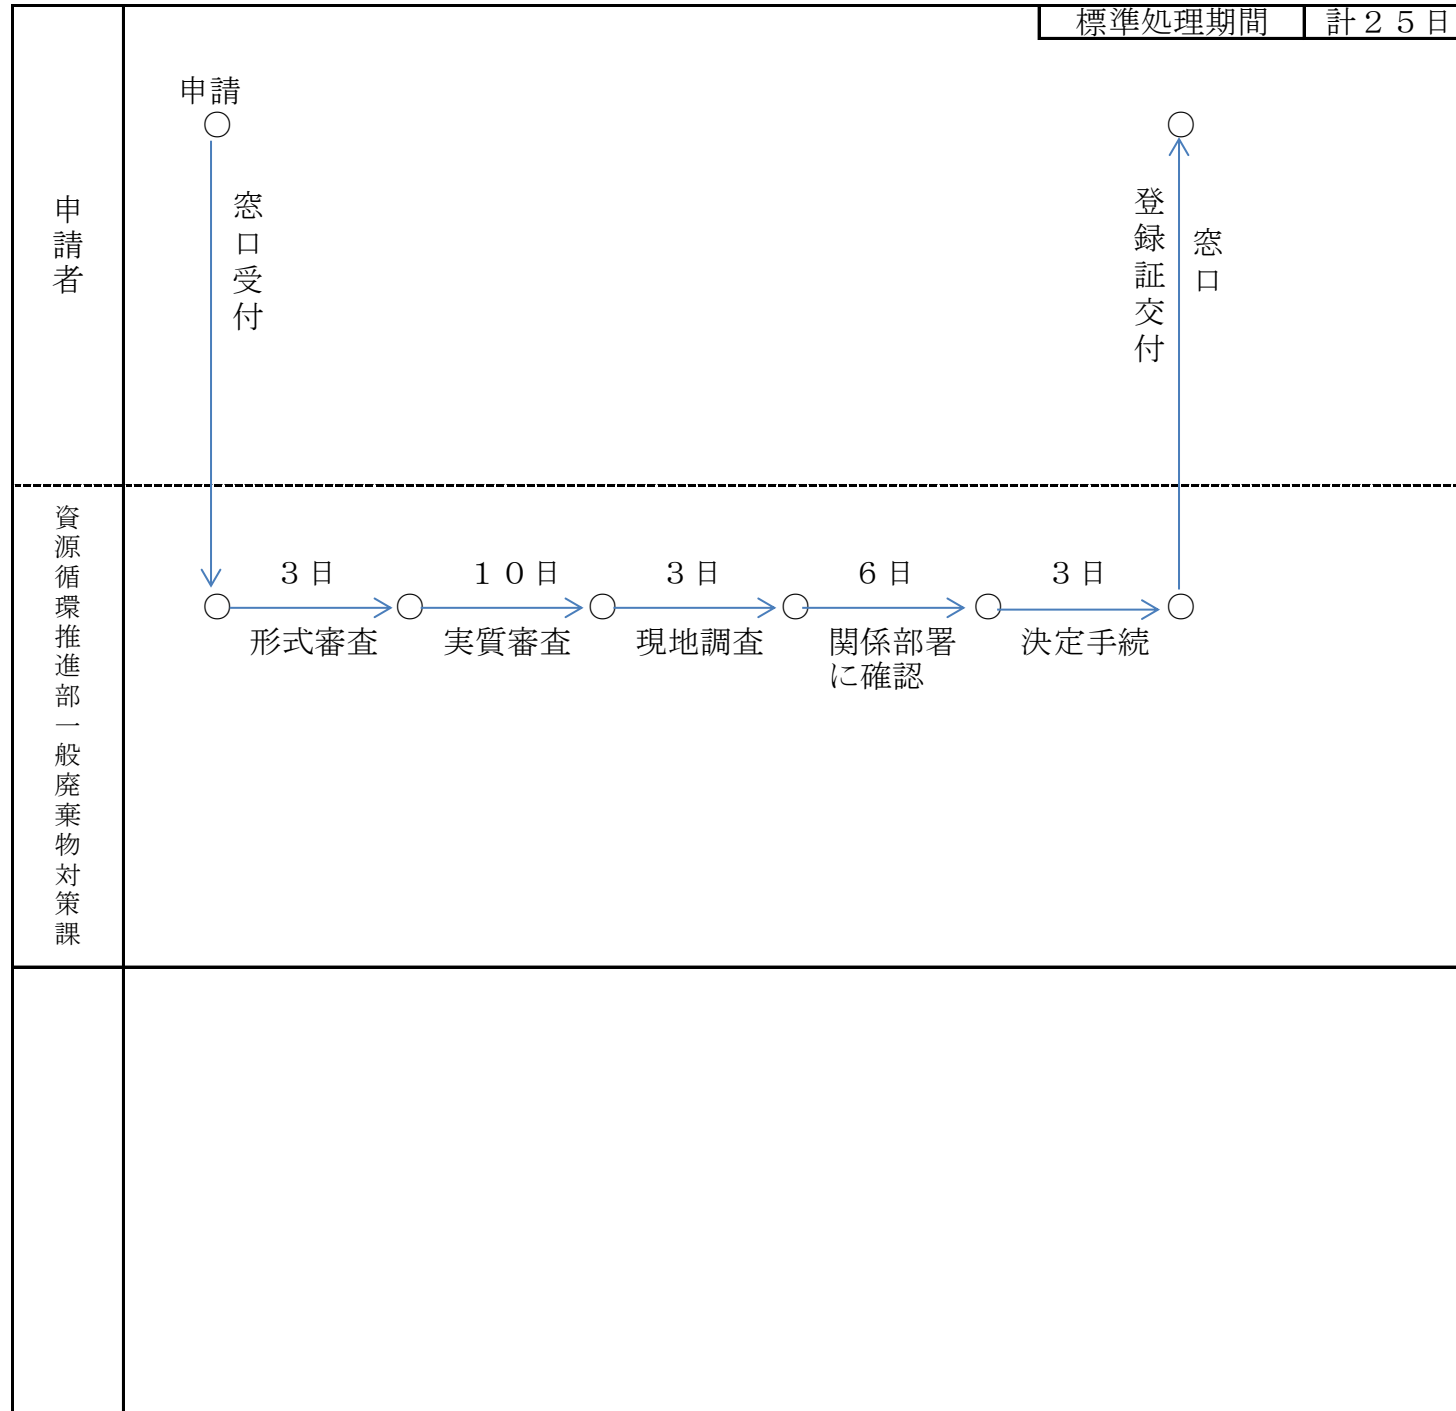 標準処理期間 計２５日
申請
申請者
窓口受付
登録証交付
窓口
資源循環推進部一般廃棄物対策課
３日
１０日
３日
６日
３日
形式審査
実質審査
現地調査
関係部署
に確認
決定手続